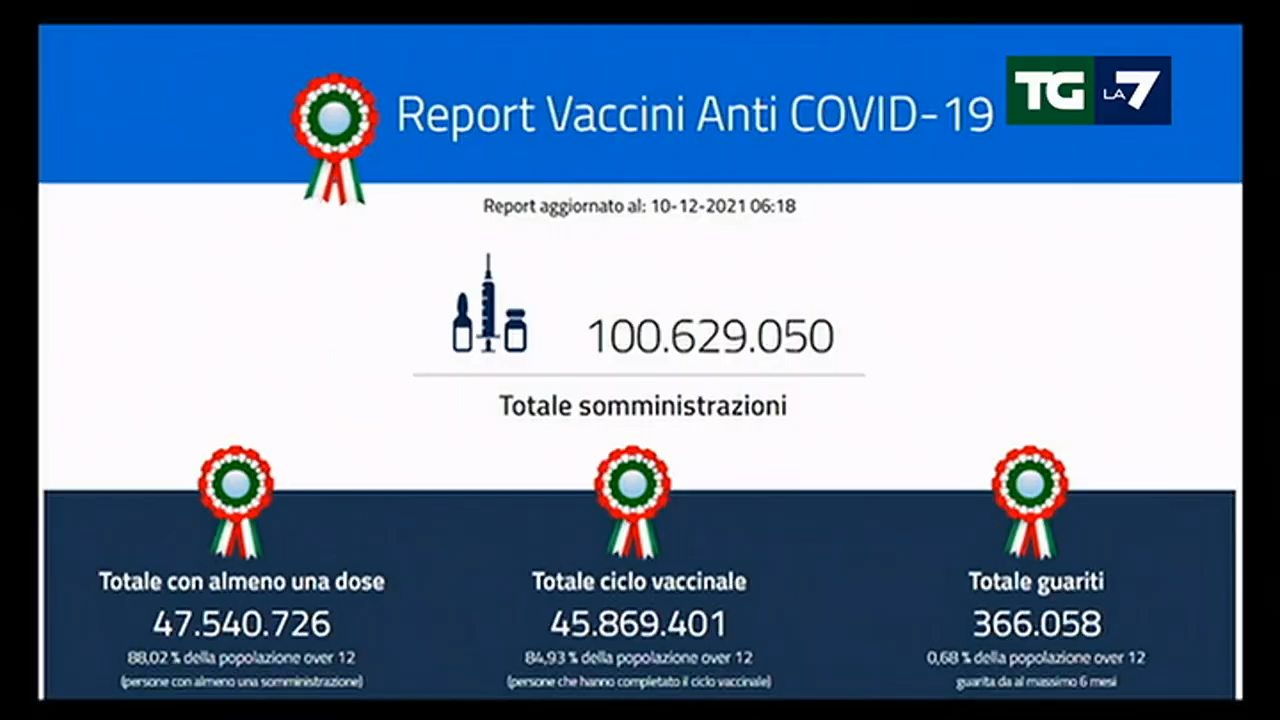 TG LA7
Report Vaccini Anti COVID-19
Report aggiornato al: 10-12-2021 06:18
100.629.050
Totale somministrazioni
Totale con almeno una dose
47.540.726
88,02 % della popolazione over 12
(persone con almeno una somministrazione)
Totale ciclo vaccinale
45.869.401
84,93 % della popolazione over 12
(persone che hanno completato il ciclo vaccinale)
Totale guariti
366.058
0,68 % della popolazione over 12
guarita da al massimo 6 mesi